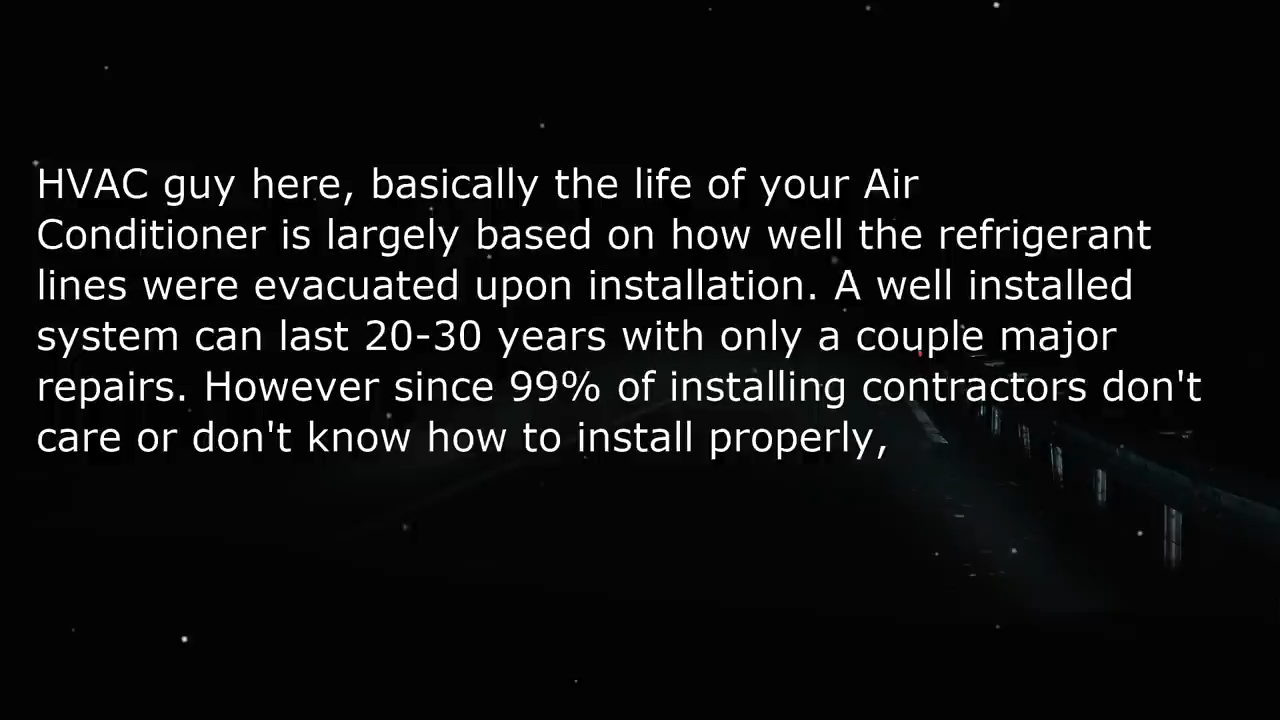 HVAC guy here, basically the life of your Air
Conditioner is largely based on how well the refrigerant
lines were evacuated upon installation. A well installed
system can last 20-30 years with only a couple major
repairs. However since 99% of installing contractors don't
care or don't know how to install properly,